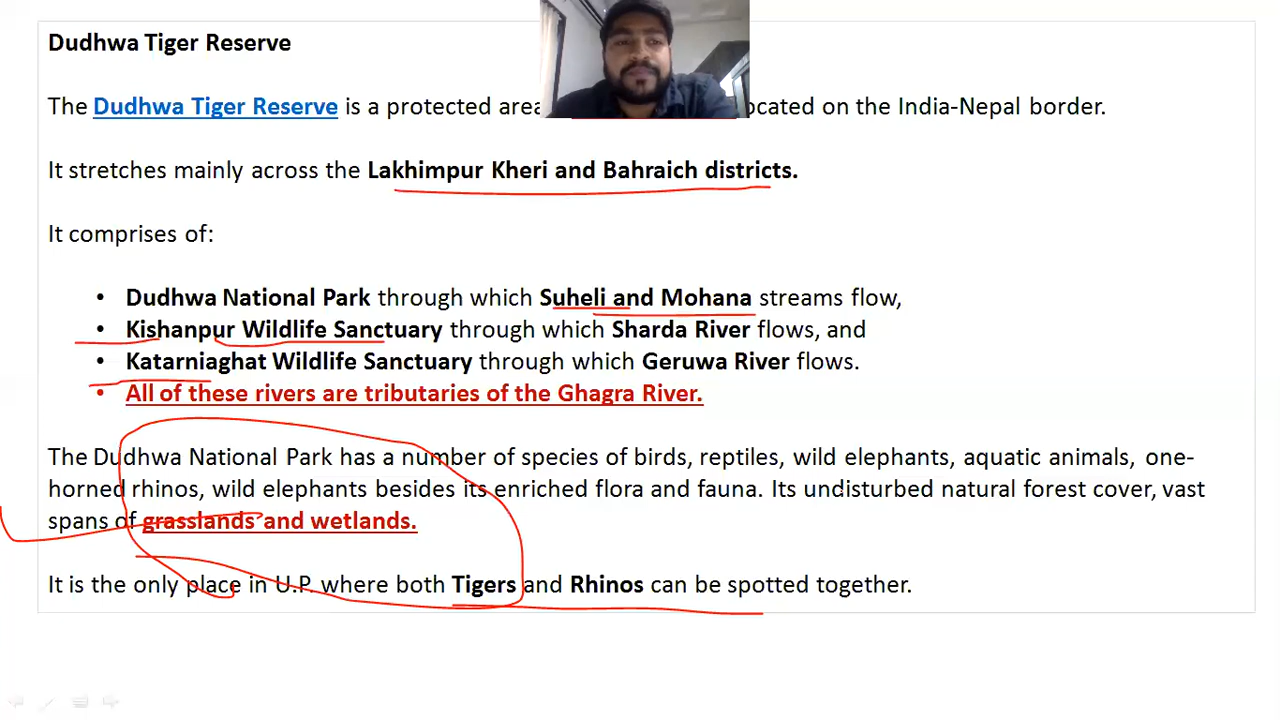 Dudhwa Tiger Reserve
The Dudhwa Tiger Reserve is a protected area ocated on the India-Nepal border.
It stretches mainly across the Lakhimpur Kheri and Bahraich districts.
It comprises of:
• Dudhwa National Park through which Suheli and Mohana streams flow,
• Kishanpur Wildlife Sanctuary through which Sharda River flows, and
• Katarniaghat Wildlife Sanctuary through which Geruwa River flows.
• All of these rivers are tributaries of the Ghagra River.
The Dudhwa National Park has a number of species of birds, reptiles, wild elephants, aquatic animals, one-
horned rhinos, wild elephants besides its enriched flora and fauna. Its undisturbed natural forest cover, vast
spans of grasslands and wetlands.
It is the only place in U.P. where both Tigers and Rhinos can be spotted together.